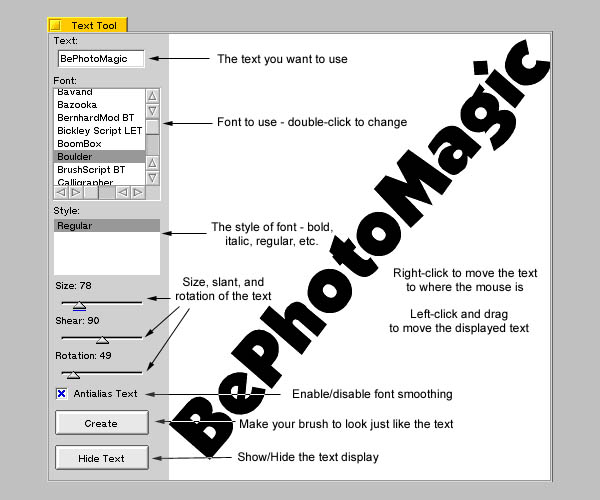 Text Tool
Text:
BePhotoMagic
The text you want to use
Font:
Bavand
Bazooka
BernhardMod BT
Bickley Script LET
BoomBox
Boulder
BrushScript BT
Calligrapher
Font to use - double-click to change
Style:
Regular
The style of font - bold,
italic, regular, etc.
Size: 78
Shear: 90
Rotation: 49
Size, slant, and
rotation of the text
BePhotoMagic
Right-click to move the text
to where the mouse is
Left-click and drag
to move the displayed text
Antialias Text
Enable/disable font smoothing
Create
Make your brush to look just like the text
Hide Text
Show/Hide the text display